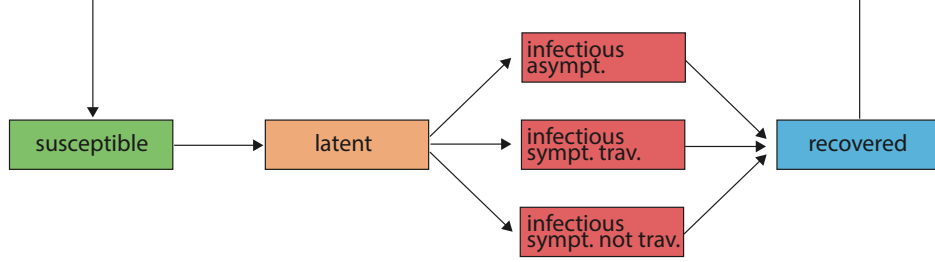 infectious
asympt.
susceptible
latent
infectious
sympt. trav.
recovered
infectious
sympt. not trav.